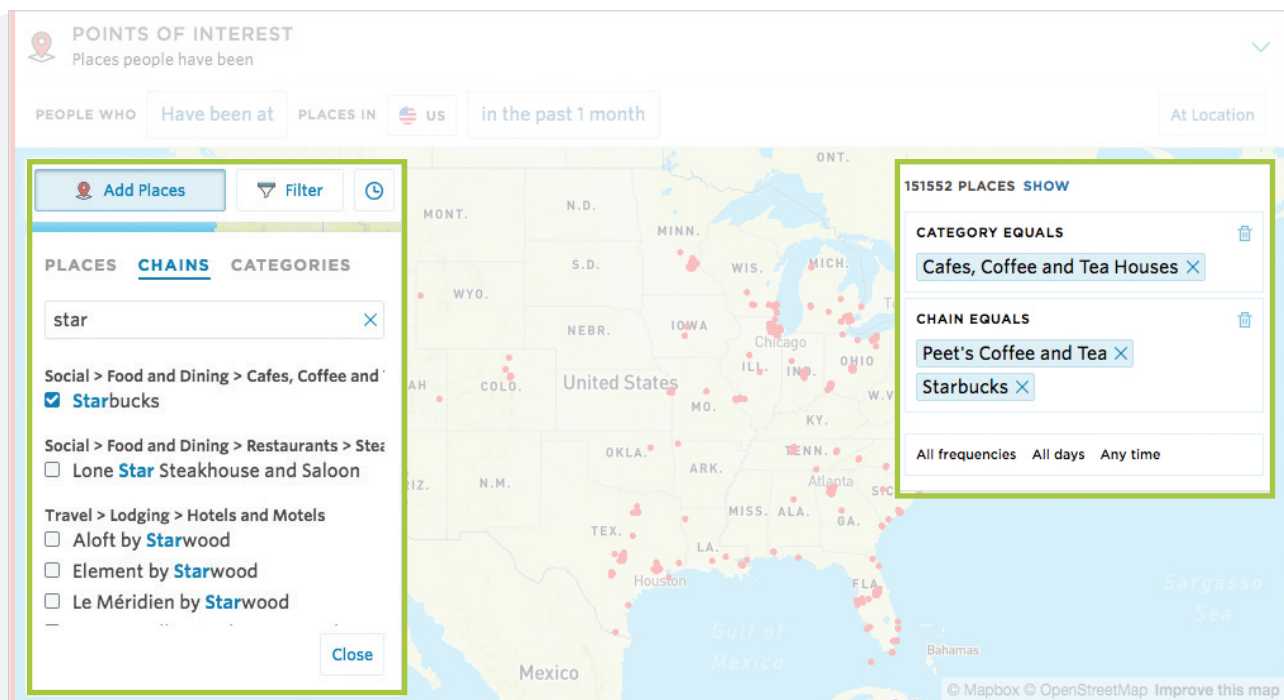 POINTS OF INTEREST
Places people have been
PEOPLE WHO Have been at PLACES IN US in the past 1 month At Location
Add Places Filter
PLACES CHAINS CATEGORIES
star
Social > Food and Dining > Cafes, Coffee and
Starbucks
Social > Food and Dining > Restaurants > Stea
Lone Star Steakhouse and Saloon
Travel > Lodging > Hotels and Motels
Aloft by Starwood
Element by Starwood
Le Méridien by Starwood
Close
151552 PLACES SHOW
CATEGORY EQUALS
Cafes, Coffee and Tea Houses
CHAIN EQUALS
Peet's Coffee and Tea
Starbucks
All frequencies All days Any time
ONT.
MONT.
N.D.
MINN.
S.D.
WIS.
MICH.
WYO.
IOWA
NEBR.
Chicago
ILL.
IND.
OHIO
COLO.
United States
W.V
MO.
KY.
OKLA.
TENN.
ARK.
Atlanta
N.M.
S.C.
MISS.
ALA.
GA.
TEX.
LA.
Houston
FLA.
Sargasso
Sea
Gulf of
Mexico
Bahamas
Mexico
© Mapbox © OpenStreetMap Improve this map